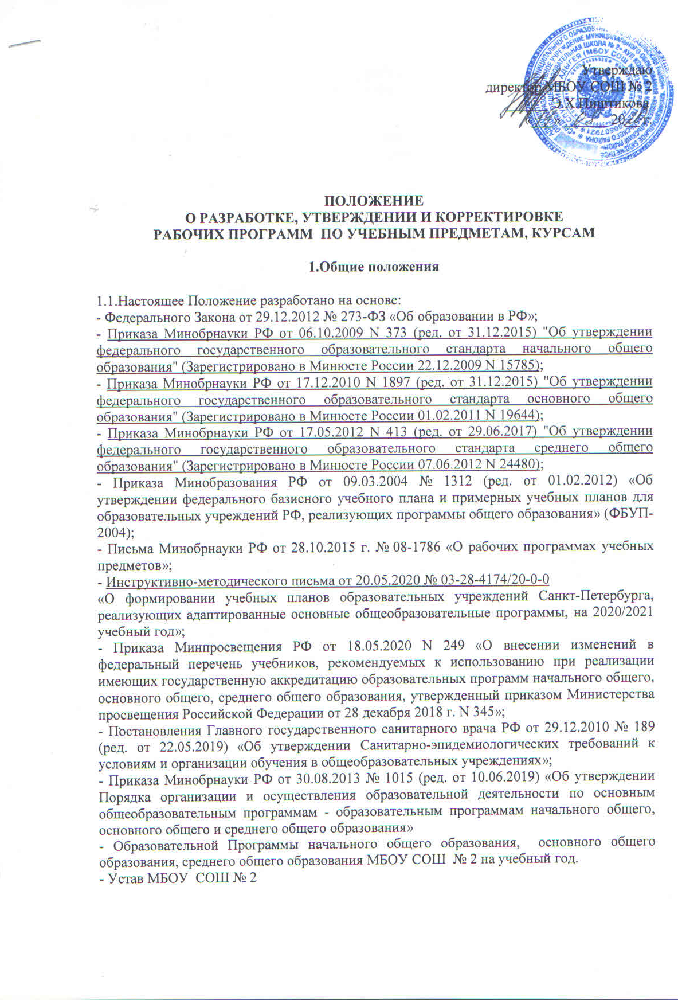 Утверждаю
директор МБОУ СОШ № 2
Э.Х.Пиштикова
ПОЛОЖЕНИЕ
О РАЗРАБОТКЕ, УТВЕРЖДЕНИИ И КОРРЕКТИРОВКЕ
РАБОЧИХ ПРОГРАММ ПО УЧЕБНЫМ ПРЕДМЕТАМ, КУРСАМ
1.Общие положения
1.1.Настоящее Положение разработано на основе:
- Федерального Закона от 29.12.2012 № 273-ФЗ «Об образовании в РФ»;
- Приказа Минобрнауки РФ от 06.10.2009 N 373 (ред. от 31.12.2015) "Об утверждении
федерального государственного образовательного стандарта начального общего
образования" (Зарегистрировано в Минюсте России 22.12.2009 N 15785);
- Приказа Минобрнауки РФ от 17.12.2010 N 1897 (ред. от 31.12.2015) "Об утверждении
федерального государственного образовательного стандарта основного общего
образования" (Зарегистрировано в Минюсте России 01.02.2011 N 19644);
- Приказа Минобрнауки РФ от 17.05.2012 N 413 (ред. от 29.06.2017) "Об утверждении
федерального государственного образовательного стандарта среднего общего
образования" (Зарегистрировано в Минюсте России 07.06.2012 N 24480);
- Приказа Минобразования РФ от 09.03.2004 № 1312 (ред. от 01.02.2012) «Об
утверждении федерального базисного учебного плана и примерных учебных планов для
образовательных учреждений РФ, реализующих программы общего образования» (ФБУП-
2004);
- Письма Минобрнауки РФ от 28.10.2015 г. № 08-1786 «О рабочих программах учебных
предметов»;
- Инструктивно-методического письма от 20.05.2020 № 03-28-4174/20-0-0
«О формировании учебных планов образовательных учреждений Санкт-Петербурга,
реализующих адаптированные основные общеобразовательные программы, на 2020/2021
учебный год»;
- Приказа Минпросвещения РФ от 18.05.2020 N 249 «О внесении изменений в
федеральный перечень учебников, рекомендуемых к использованию при реализации
имеющих государственную аккредитацию образовательных программ начального общего,
основного общего, среднего общего образования, утвержденный приказом Министерства
просвещения Российской Федерации от 28 декабря 2018 г. N 345»;
- Постановления Главного государственного санитарного врача РФ от 29.12.2010 № 189
(ред. от 22.05.2019) «Об утверждении Санитарно-эпидемиологических требований к
условиям и организации обучения в общеобразовательных учреждениях»;
- Приказа Минобрнауки РФ от 30.08.2013 № 1015 (ред. от 10.06.2019) «Об утверждении
Порядка организации и осуществления образовательной деятельности по основным
общеобразовательным программам - образовательным программам начального общего,
основного общего и среднего общего образования»
- Образовательной Программы начального общего образования, основного общего
образования, среднего общего образования МБОУ СОШ № 2 на учебный год.
- Устав МБОУ СОШ № 2